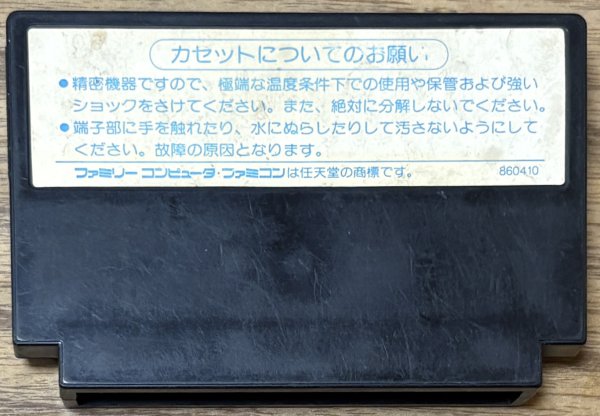 カセットについてのお願い
●精密機器ですので、極端な温度条件下での使用や保管および強い
ショックをさけてください。また、絶対に分解しないでください。
●端子部に手を触れたり、水にぬらしたりして汚さないようにして
ください。故障の原因となります。
ファミリーコンピュータ・ファミコンは任天堂の商標です。 860410